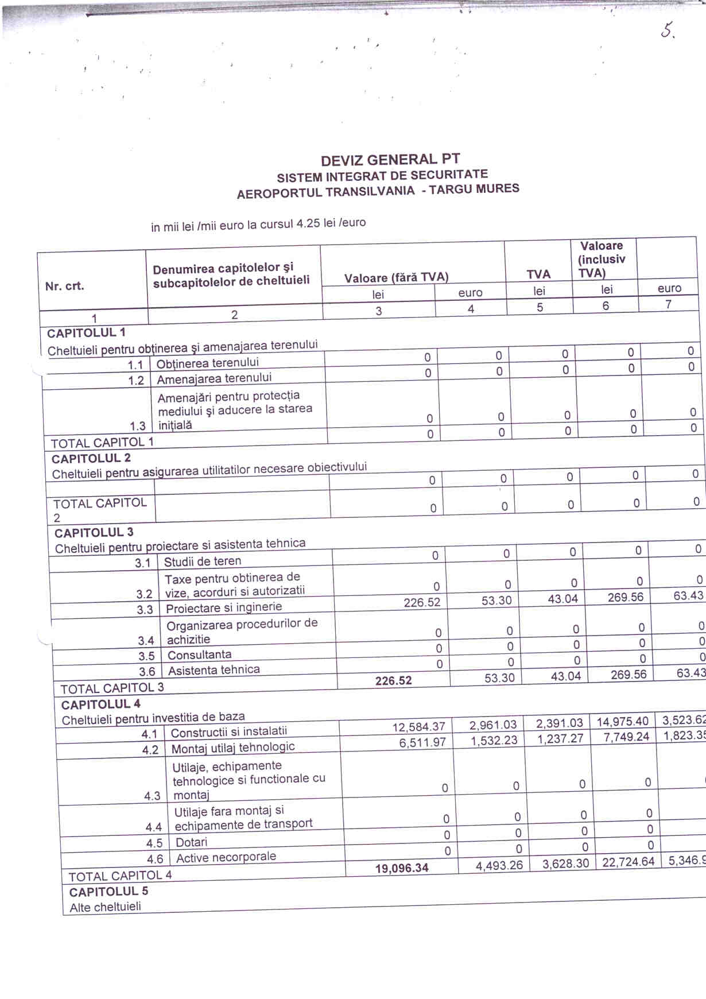 5.
DEVIZ GENERAL PT
SISTEM INTEGRAT DE SECURITATE
AEROPORTUL TRANSILVANIA - TARGU MURES
in mii lei /mii euro la cursul 4.25 lei /euro
Nr. crt. Denumirea capitolelor şi subcapitolelor de cheltuieli Valoare (fără TVA) TVA Valoare (inclusiv TVA)
lei euro lei lei euro
1 2 3 4 5 6 7
CAPITOLUL 1
Cheltuieli pentru obţinerea şi amenajarea terenului
1.1 Obţinerea terenului 0 0 0 0 0
1.2 Amenajarea terenului 0 0 0 0 0
Amenajări pentru protecţia
mediului şi aducere la starea
1.3 iniţială 0 0 0 0 0
TOTAL CAPITOL 1 0 0 0 0 0
CAPITOLUL 2
Cheltuieli pentru asigurarea utilitatilor necesare obiectivului
0 0 0 0 0
TOTAL CAPITOL
2 0 0 0 0 0
CAPITOLUL 3
Cheltuieli pentru proiectare si asistenta tehnica
3.1 Studii de teren 0 0 0 0 0
Taxe pentru obtinerea de
3.2 vize, acorduri si autorizatii 0 0 0 0 0
3.3 Proiectare si inginerie 226.52 53.30 43.04 269.56 63.43
Organizarea procedurilor de
3.4 achizitie 0 0 0 0 0
3.5 Consultanta 0 0 0 0 0
3.6 Asistenta tehnica 0 0 0 0 0
TOTAL CAPITOL 3 226.52 53.30 43.04 269.56 63.43
CAPITOLUL 4
Cheltuieli pentru investitia de baza
4.1 Constructii si instalatii 12,584.37 2,961.03 2,391.03 14,975.40 3,523.62
4.2 Montaj utilaj tehnologic 6,511.97 1,532.23 1,237.27 7,749.24 1,823.35
Utilaje, echipamente
tehnologice si functionale cu
4.3 montaj 0 0 0 0
Utilaje fara montaj si
4.4 echipamente de transport 0 0 0 0
4.5 Dotari 0 0 0 0
4.6 Active necorporale 0 0 0 0
TOTAL CAPITOL 4 19,096.34 4,493.26 3,628.30 22,724.64 5,346.9
CAPITOLUL 5
Alte cheltuieli